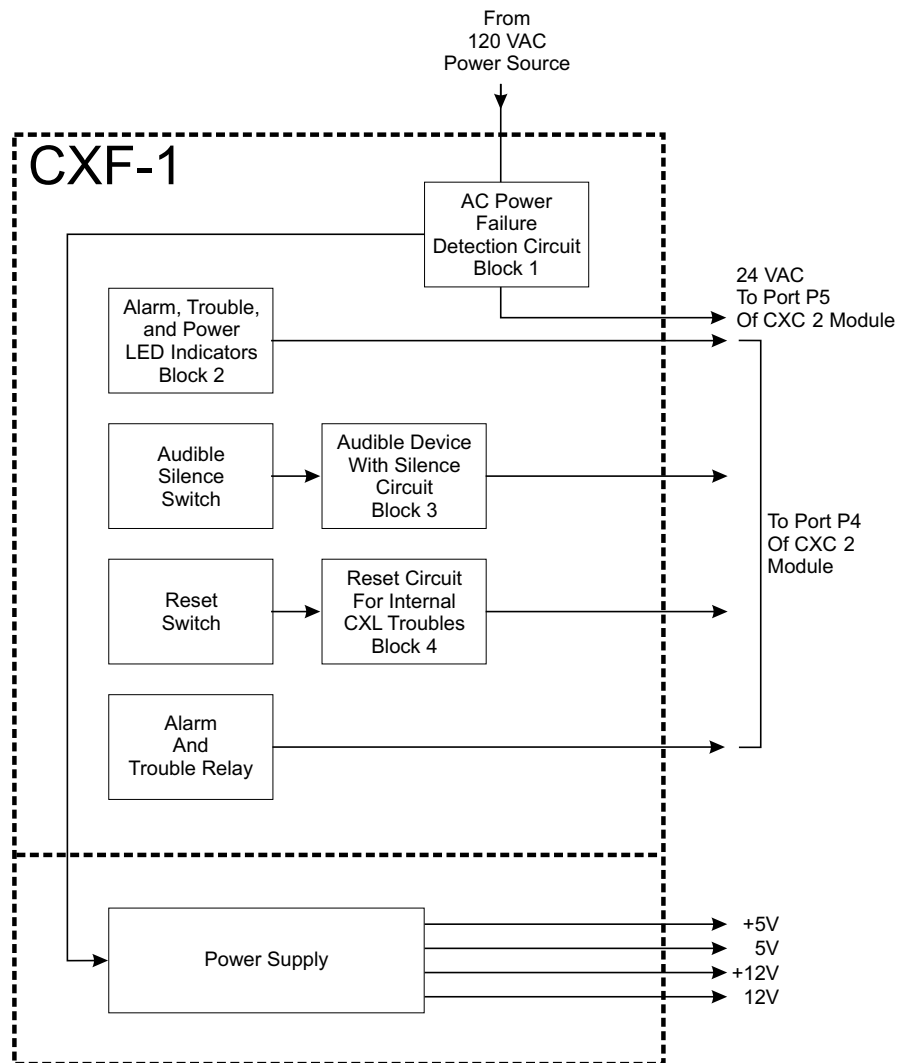 From
120 VAC
Power Source
CXF-1
AC Power
Failure
Detection Circuit
Block 1
24 VAC
To Port P5
Of CXC 2 Module
Alarm, Trouble,
and Power
LED Indicators
Block 2
Audible
Silence
Switch
Audible Device
With Silence
Circuit
Block 3
To Port P4
Of CXC 2
Module
Reset
Switch
Reset Circuit
For Internal
CXL Troubles
Block 4
Alarm
And
Trouble Relay
Power Supply
+5V
5V
+12V
12V